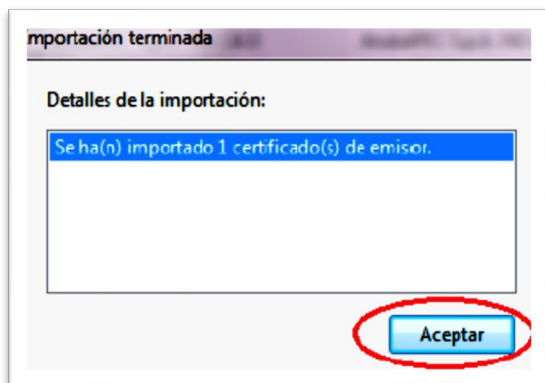 mportación terminada
Detalles de la importación:
Se ha(n) importado 1 certificado(s) de emisor.
Aceptar